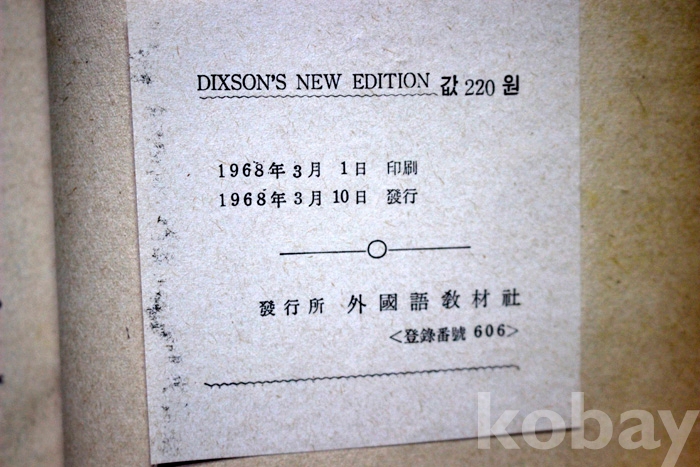 DIXSON'S NEW EDITION 값 220 원
1968年 3月 1日 印刷
1968年 3月 10日 發行
發行所 外國語敎材社
<登錄番號 606>
kobay